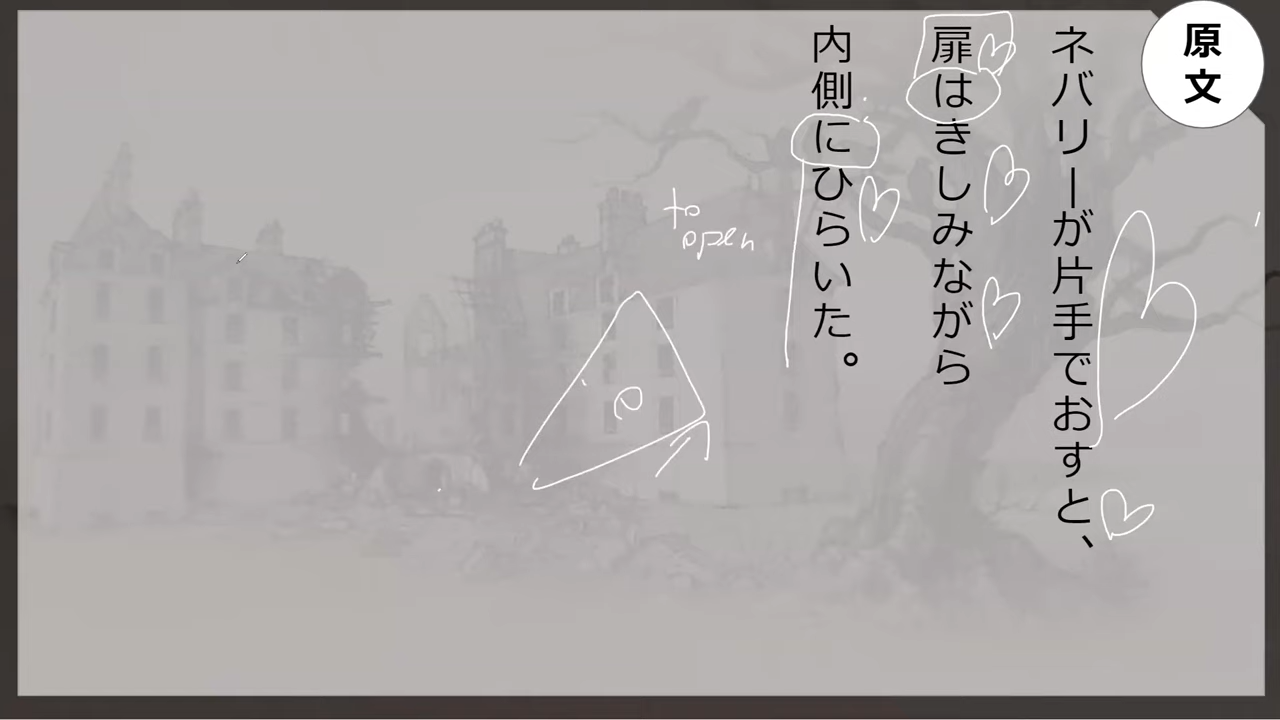 原文
ネバリーが片手でおすと、
扉はきしみながら
内側にひらいた。
to
open